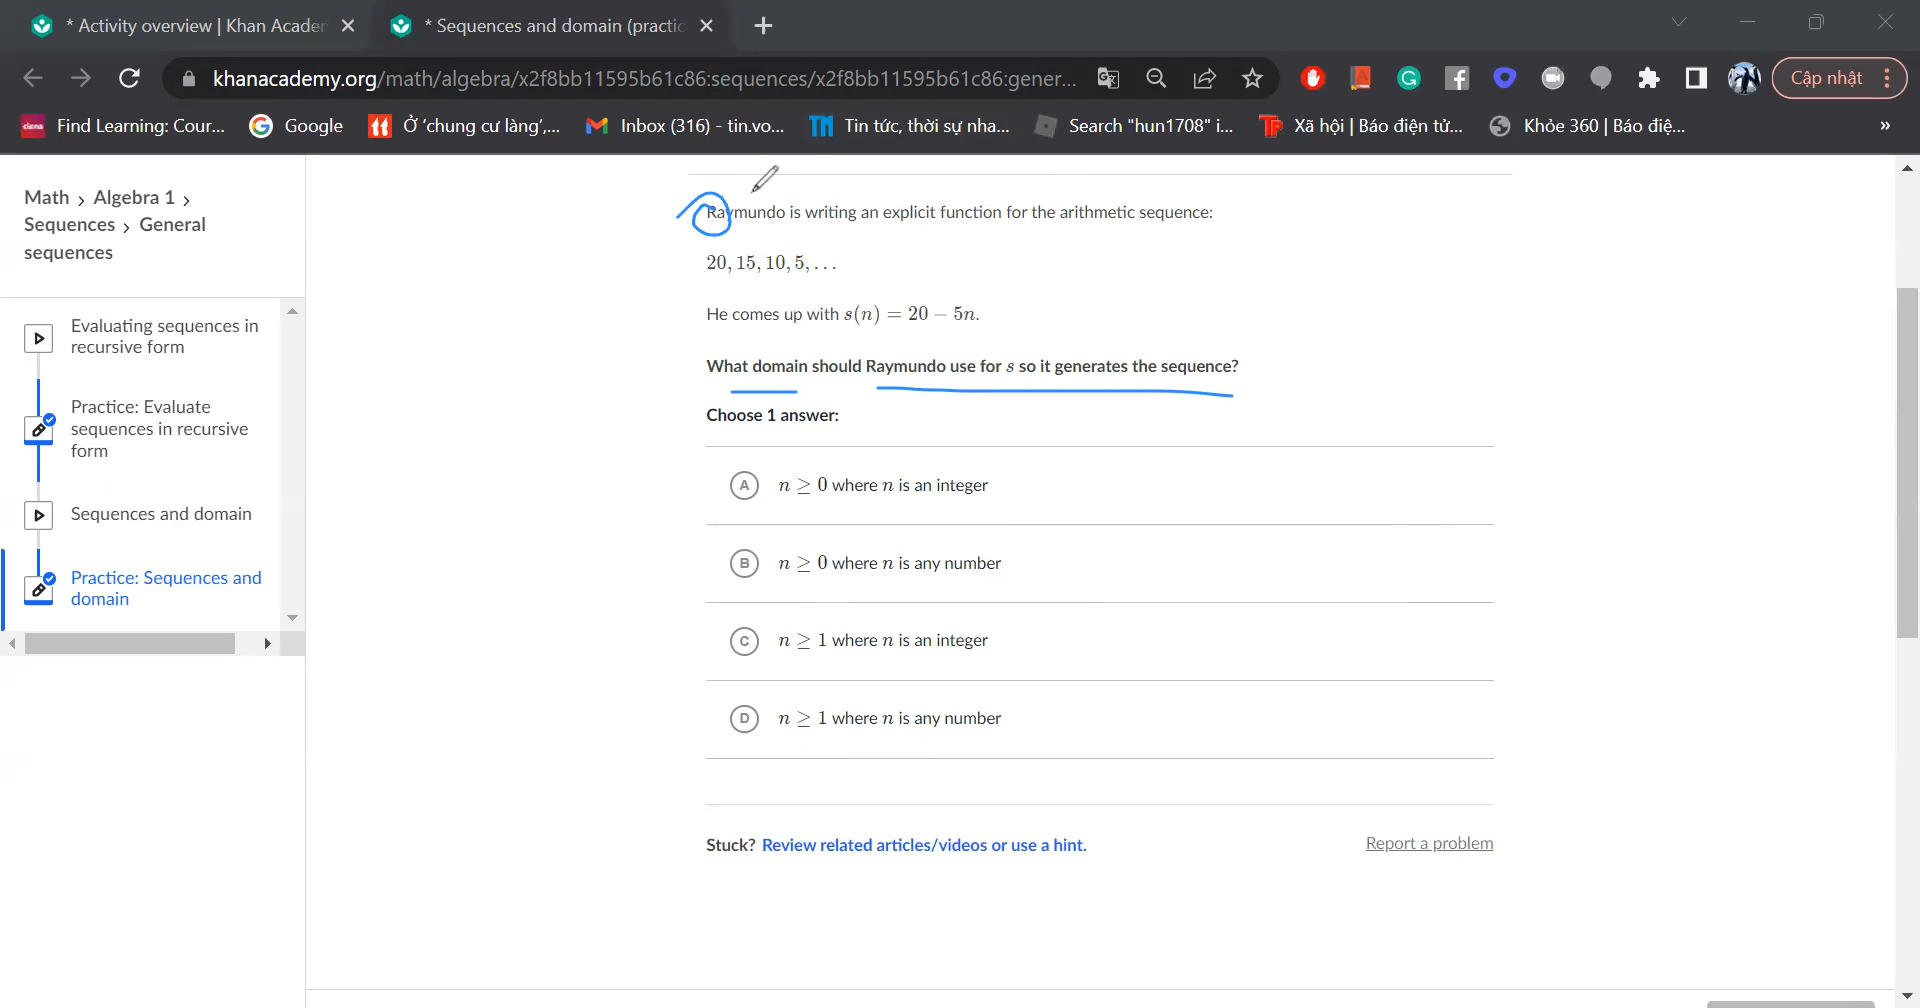 * Activity overview | Khan Acader
* Sequences and domain (practic
khanacademy.org/math/algebra/x2f8bb11595b61c86:sequences/x2f8bb11595b61c86:gener...
Cập nhật
Find Learning: Cour...
Google
Ở 'chung cư làng',...
Inbox (316) - tin.vo...
Tin tức, thời sự nha...
Search "hun1708" i...
Xã hội | Báo điện tử...
Khỏe 360 | Báo điệ...
»
Math › Algebra 1 ›
Sequences › General
sequences
Evaluating sequences in
recursive form
Practice: Evaluate
sequences in recursive
form
Sequences and domain
Practice: Sequences and
domain
Raymundo is writing an explicit function for the arithmetic sequence:
20, 15, 10, 5, ...
He comes up with s(n) = 20 − 5n.
What domain should Raymundo use for s so it generates the sequence?
Choose 1 answer:
A n ≥ 0 where n is an integer
B n ≥ 0 where n is any number
C n ≥ 1 where n is an integer
D n ≥ 1 where n is any number
Stuck? Review related articles/videos or use a hint.
Report a problem